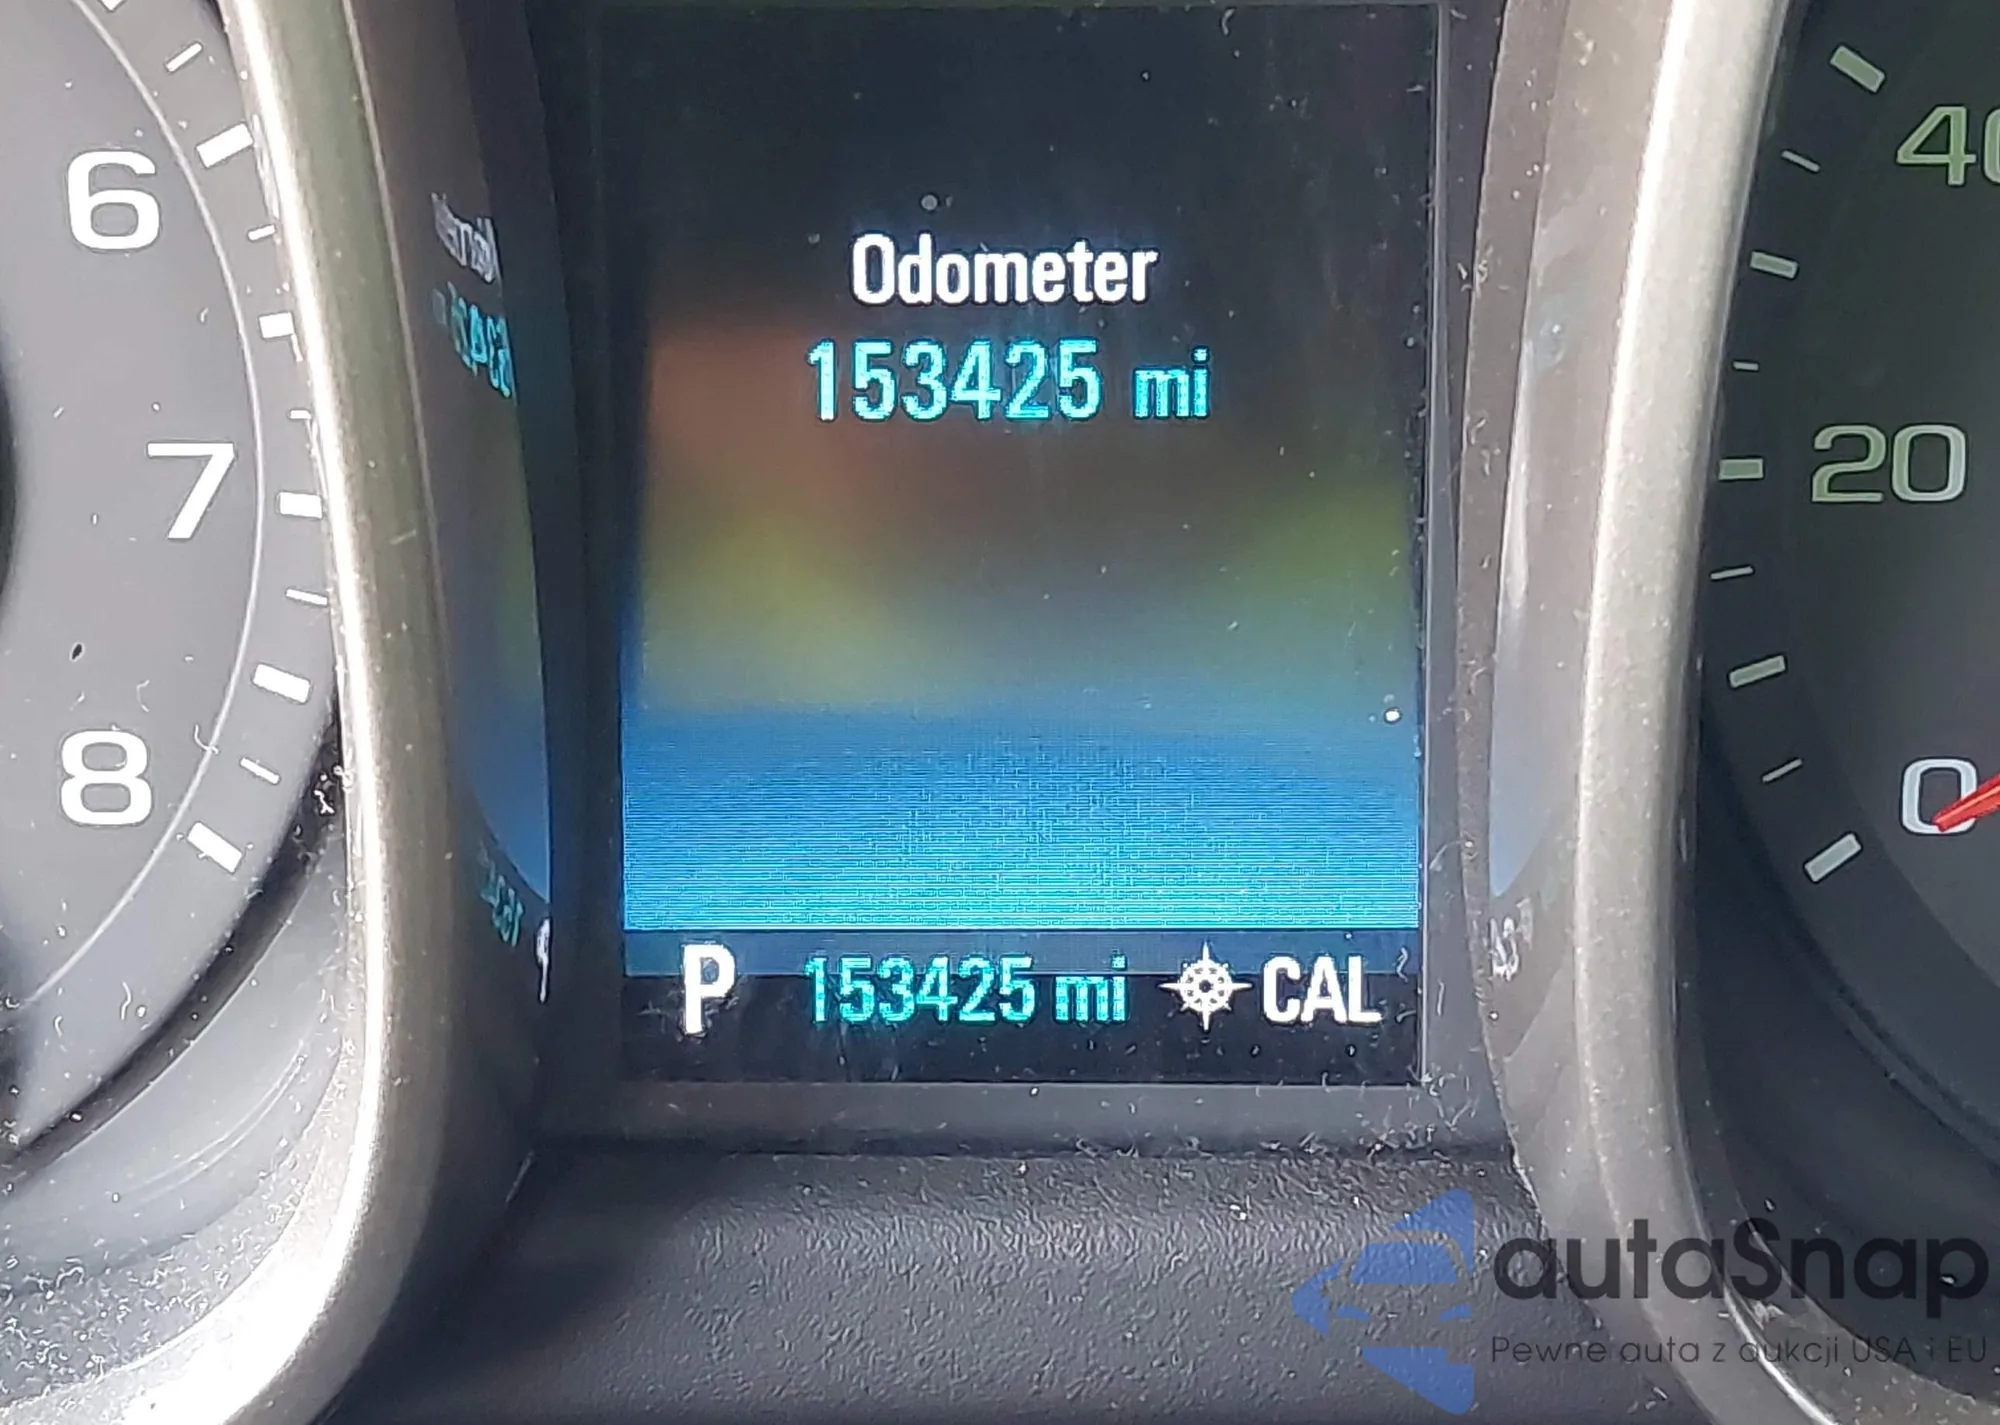 6
7
8
Odometer
153425 mi
P 153425 mi CAL
40
20
0
autaSnap
Pewne auta z aukcji USA i EU